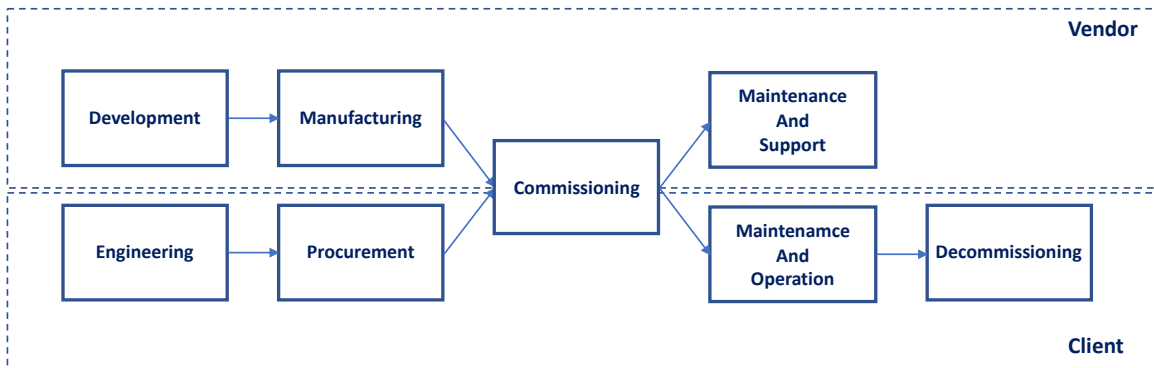 Vendor
Development
Manufacturing
Maintenance
And
Support
Commissioning
Engineering
Procurement
Maintenamce
And
Operation
Decommissioning
Client